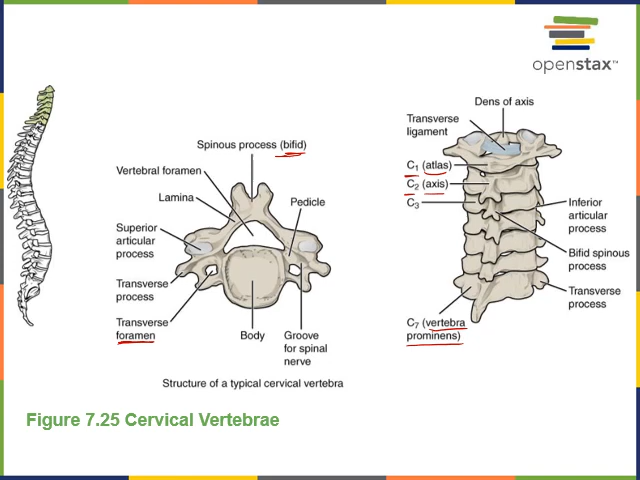 openstax™
Dens of axis
Transverse
ligament
C1 (atlas)
C2 (axis)
C3
Inferior
articular
process
Bifid spinous
process
Transverse
process
C7 (vertebra
prominens)
Spinous process (bifid)
Vertebral foramen
Lamina
Pedicle
Superior
articular
process
Transverse
process
Transverse
foramen
Body
Groove
for spinal
nerve
Structure of a typical cervical vertebra
Figure 7.25 Cervical Vertebrae